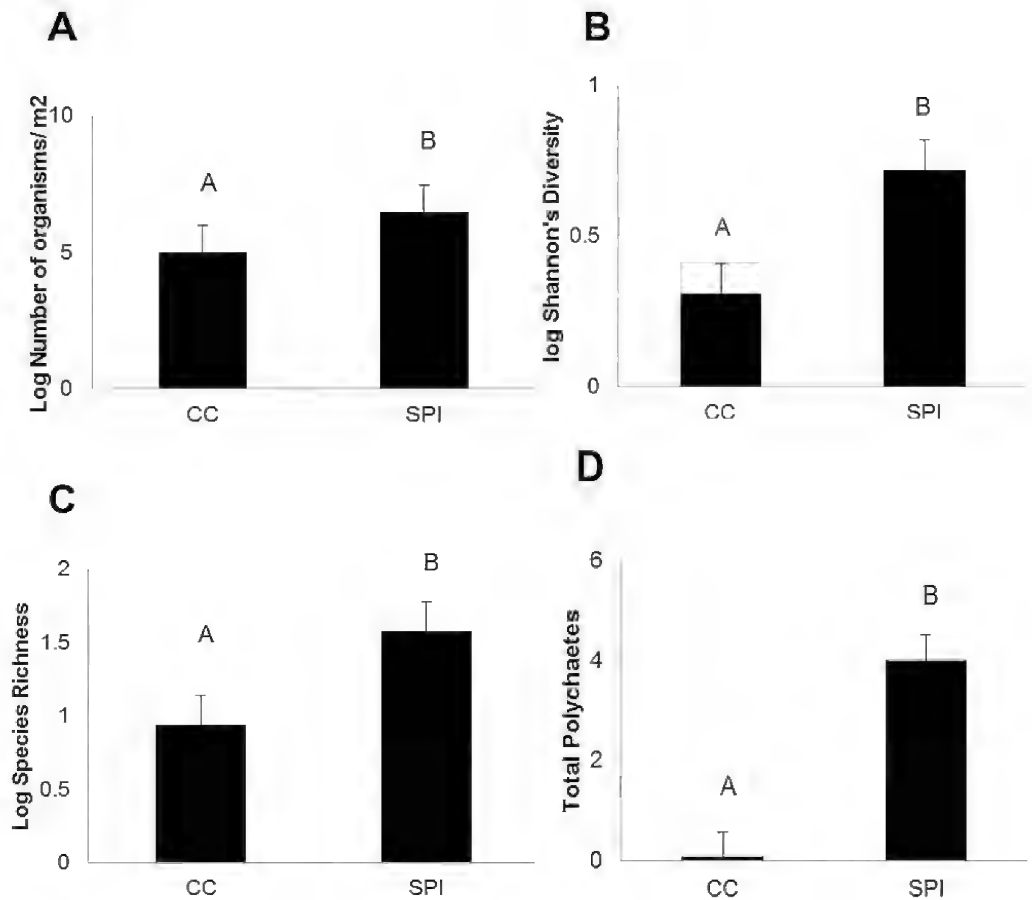 A
Log Number of organisms/m2
10
5
0
A
B
CC
SPI
B
log Shannon's Diversity
1
0.5
0
A
B
CC
SPI
C
Log Species Richness
2
1.5
1
0.5
0
A
B
CC
SPI
D
Total Polychaetes
6
4
2
0
A
B
CC
SPI